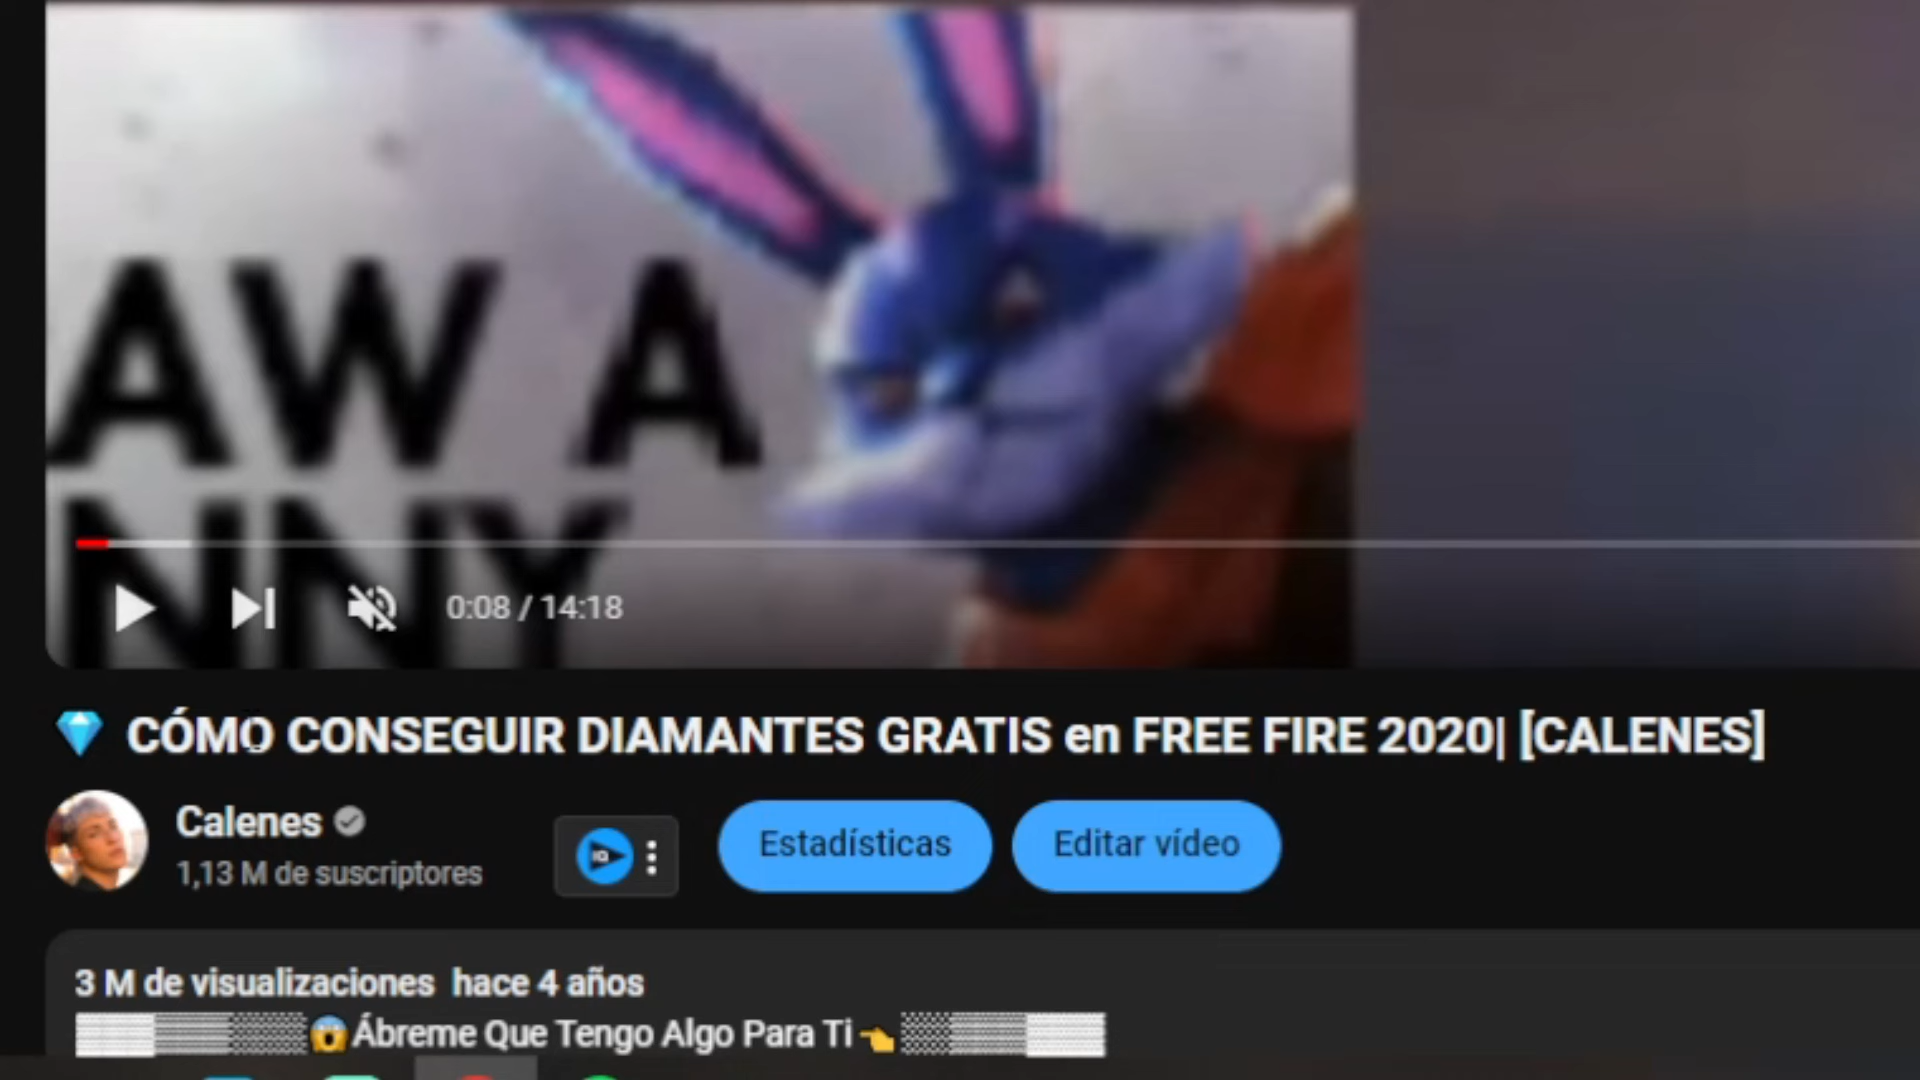 AW A
NNY
0:08 / 14:18
💎 CÓMO CONSEGUIR DIAMANTES GRATIS en FREE FIRE 2020| [CALENES]
Calenes
1,13 M de suscriptores
IQ
Estadísticas
Editar vídeo
3 M de visualizaciones hace 4 años
😱Ábreme Que Tengo Algo Para Ti👈